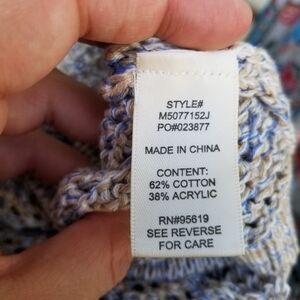 STYLE#
M5077152J
PO#023877
MADE IN CHINA
CONTENT:
62% COTTON
38% ACRYLIC
RN#95619
SEE REVERSE
FOR CARE